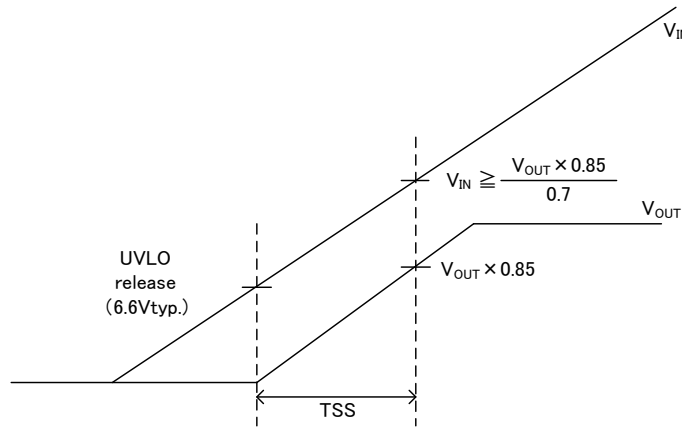 V_IN
V_IN ≧ V_OUT × 0.85
0.7
V_OUT
UVLO
release
(6.6Vtyp.)
V_OUT × 0.85
TSS